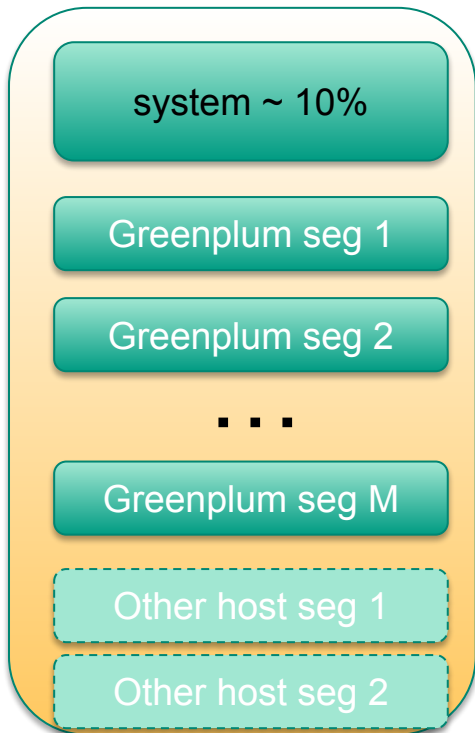 system ~ 10%
Greenplum seg 1
Greenplum seg 2
...
Greenplum seg M
Other host seg 1
Other host seg 2